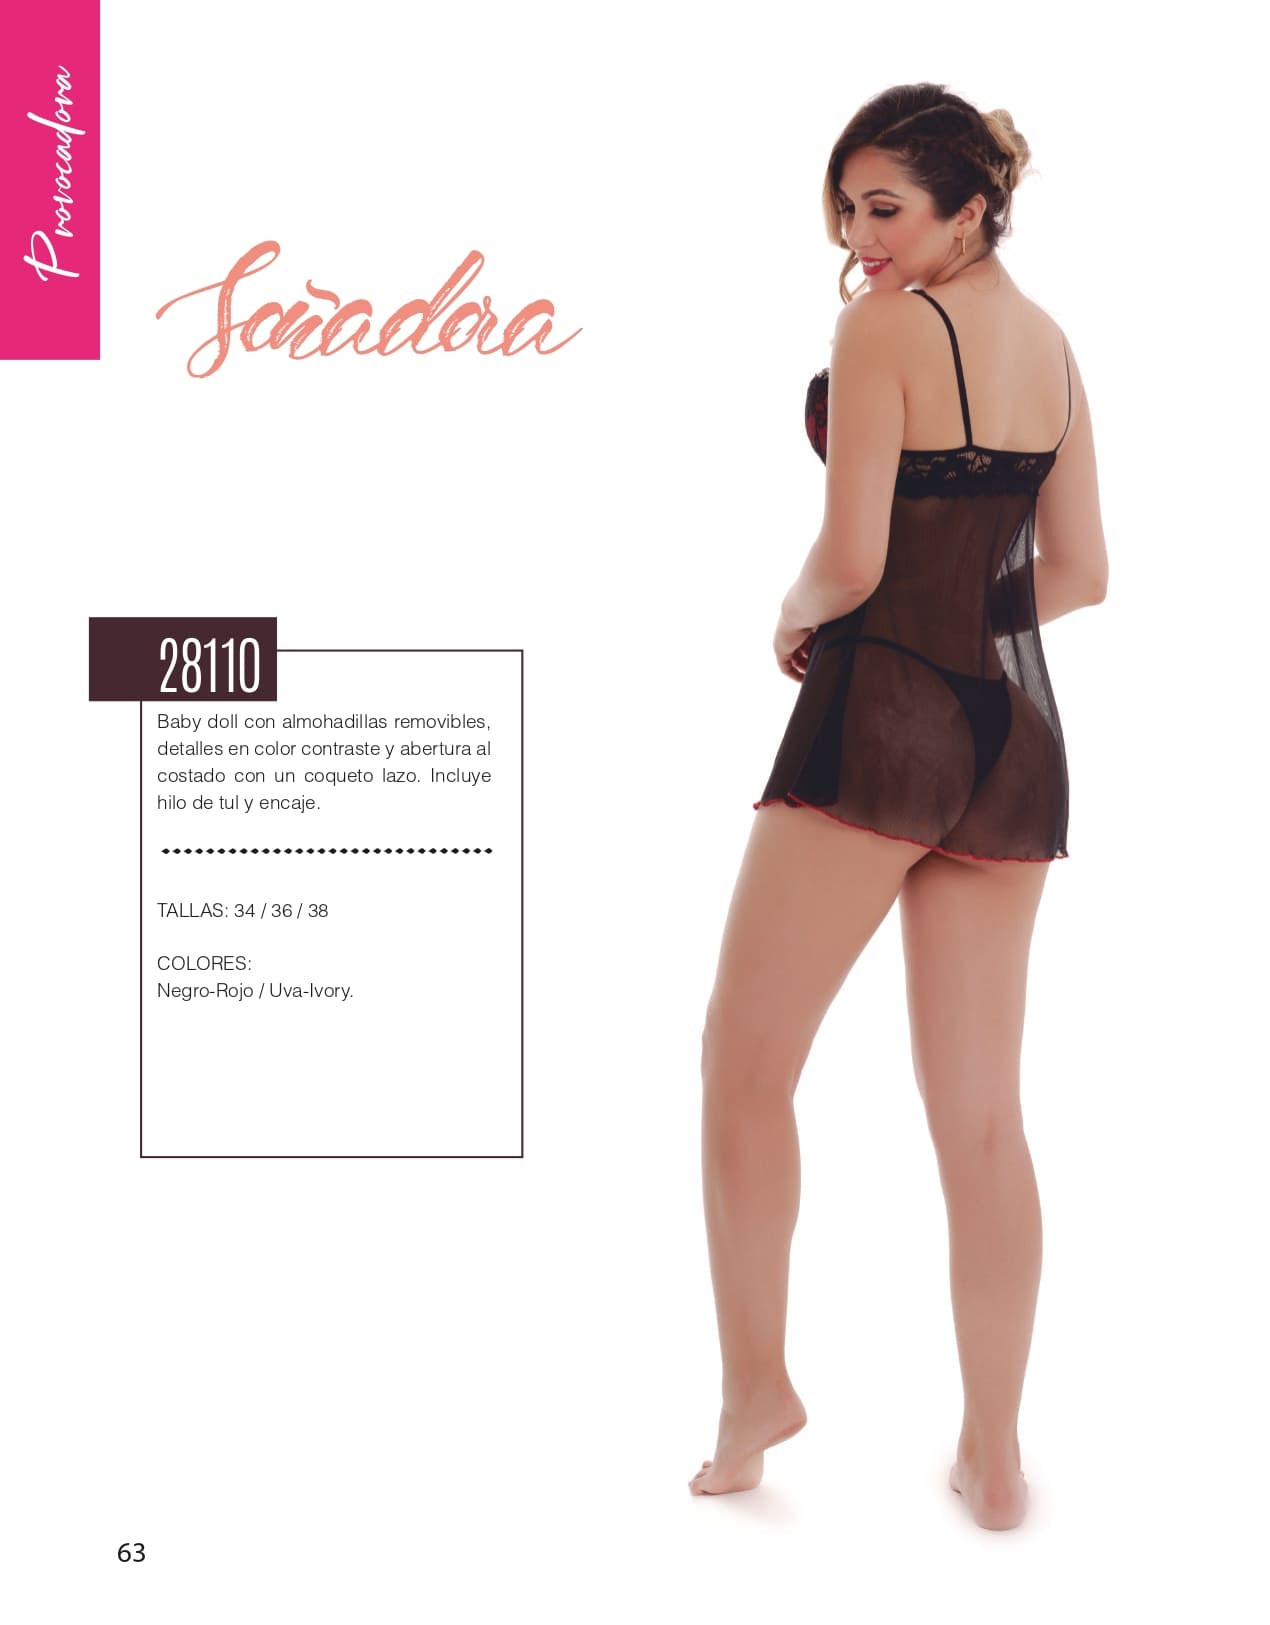 Provocadora
Soñadora
28110
Baby doll con almohadillas removibles,
detalles en color contraste y abertura al
costado con un coqueto lazo. Incluye
hilo de tul y encaje.
TALLAS: 34 / 36 / 38
COLORES:
Negro-Rojo / Uva-Ivory.
63